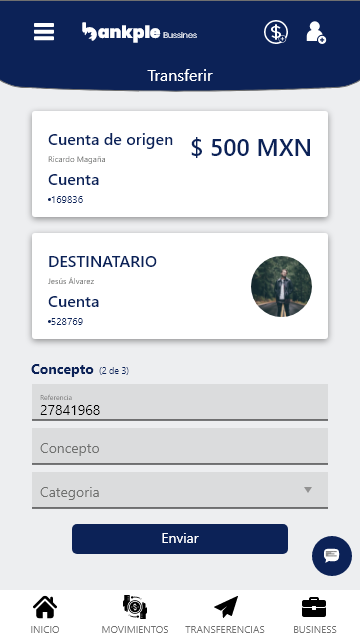 bankple Bussines
Transferir
Cuenta de origen
$ 500 MXN
Ricardo Magaña
Cuenta
•169836
DESTINATARIO
Jesús Álvarez
Cuenta
•528769
Concepto (2 de 3)
Referencia
27841968
Concepto
Categoria
Enviar
INICIO MOVIMIENTOS TRANSFERENCIAS BUSINESS